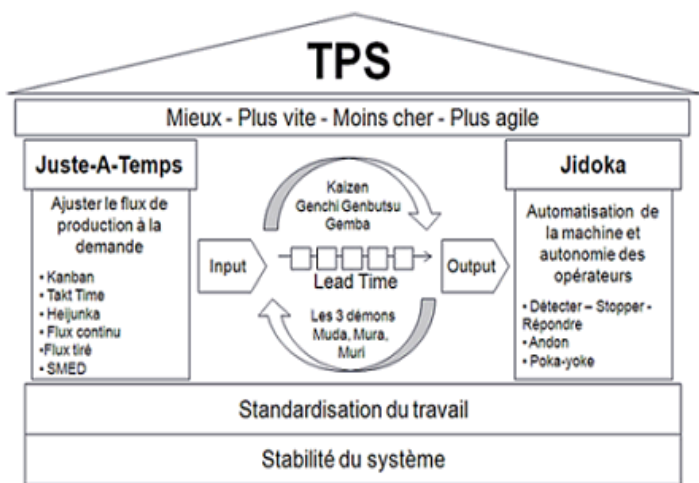 TPS
Mieux - Plus vite - Moins cher - Plus agile
Juste-A-Temps
Ajuster le flux de
production à la
demande
• Kanban
• Takt Time
• Heijunka
• Flux continu
•Flux tiré
• SMED
Input
Kaizen
Genchi Genbutsu
Gemba
Lead Time
Les 3 démons
Muda, Mura,
Muri
Output
Jidoka
Automatisation de
la machine et
autonomie des
opérateurs
• Détecter – Stopper -
Répondre
• Andon
• Poka-yoke
Standardisation du travail
Stabilité du système